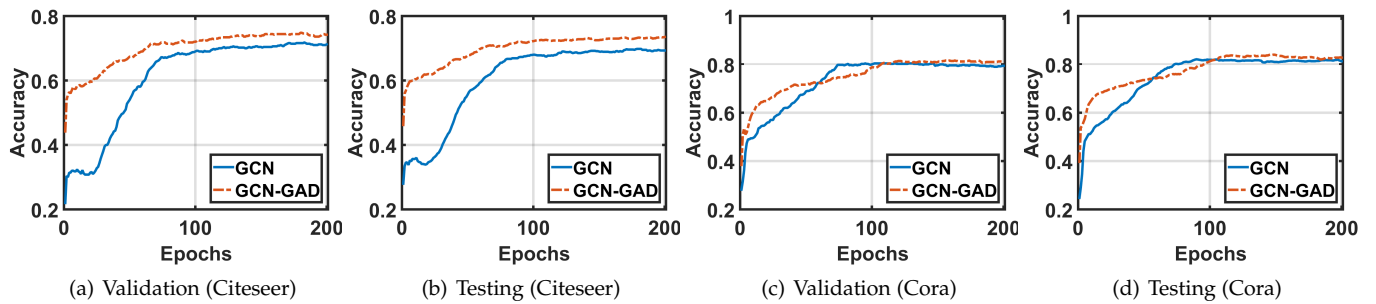 0.8
0.6
0.4
0.2
Accuracy
GCN
GCN-GAD
0 100 200
Epochs
(a) Validation (Citeseer)
0.8
0.6
0.4
0.2
Accuracy
GCN
GCN-GAD
0 100 200
Epochs
(b) Testing (Citeseer)
1
0.8
0.6
0.4
0.2
Accuracy
GCN
GCN-GAD
0 100 200
Epochs
(c) Validation (Cora)
1
0.8
0.6
0.4
0.2
Accuracy
GCN
GCN-GAD
0 100 200
Epochs
(d) Testing (Cora)